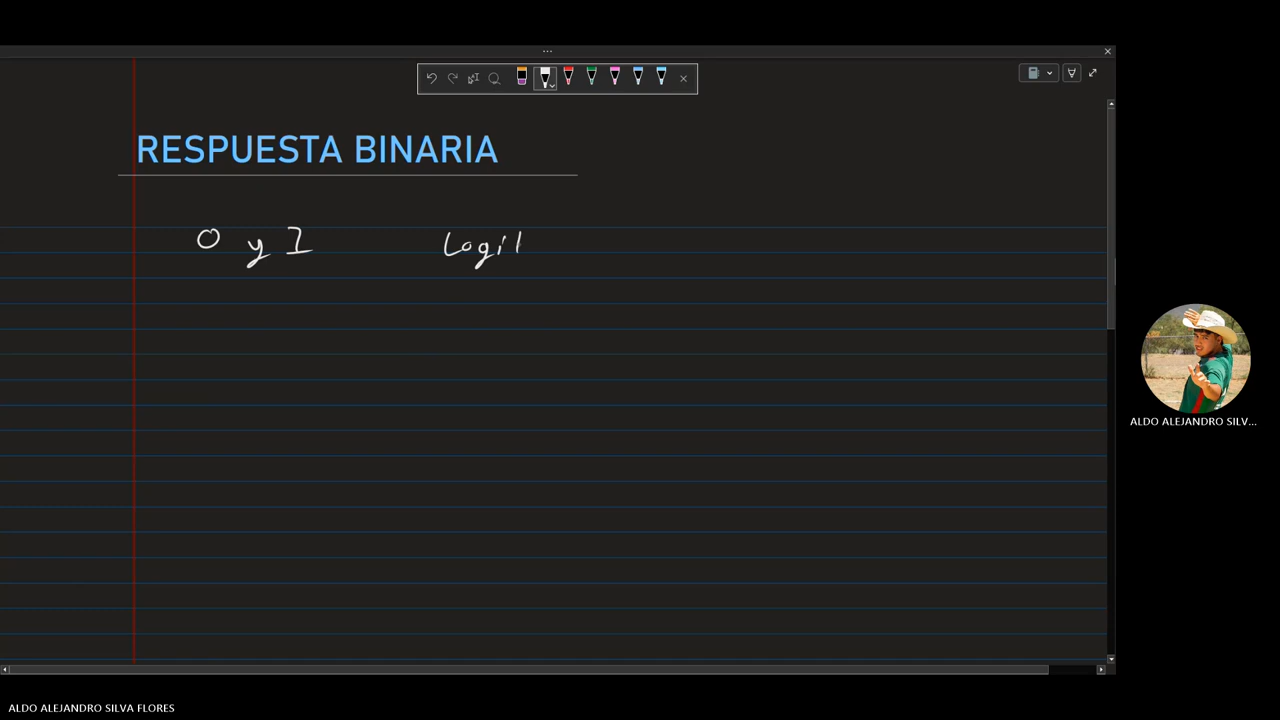 RESPUESTA BINARIA
0 y 1 Logit
ALDO ALEJANDRO SILV...
ALDO ALEJANDRO SILVA FLORES